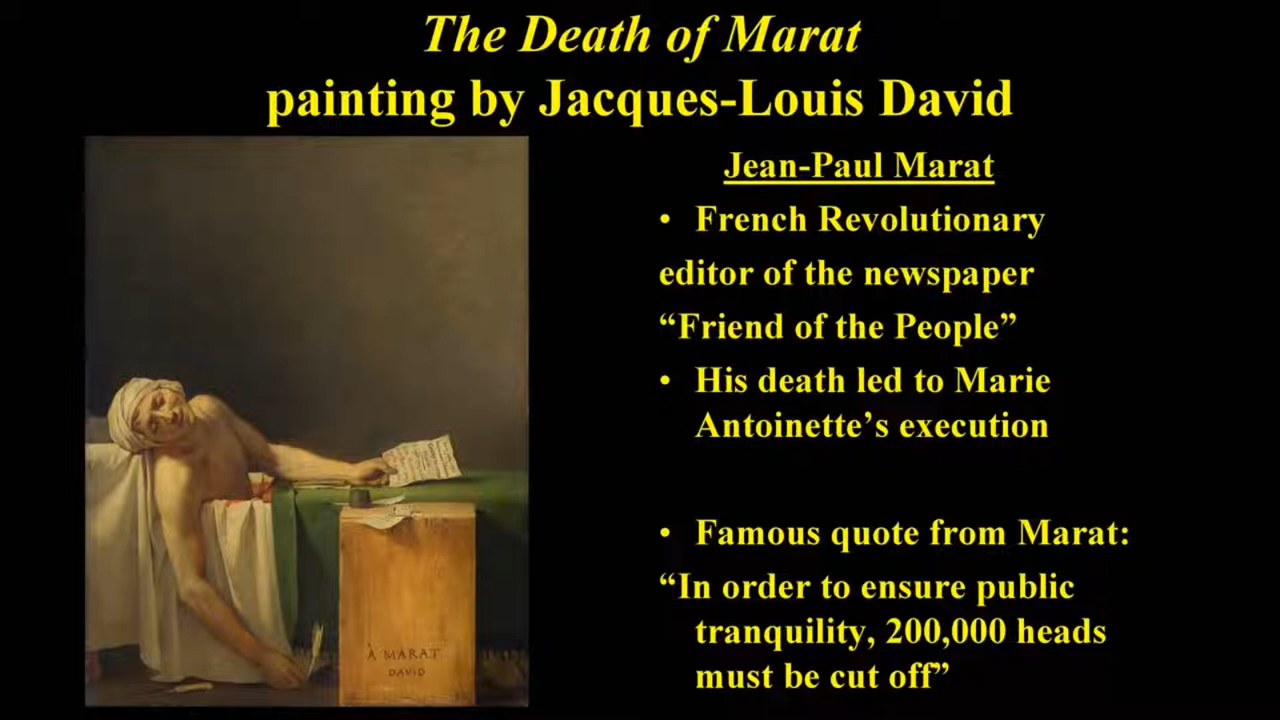 The Death of Marat
painting by Jacques-Louis David
Jean-Paul Marat
• French Revolutionary
editor of the newspaper
“Friend of the People”
• His death led to Marie
Antoinette’s execution
• Famous quote from Marat:
“In order to ensure public
tranquility, 200,000 heads
must be cut off”
À MARAT
DAVID